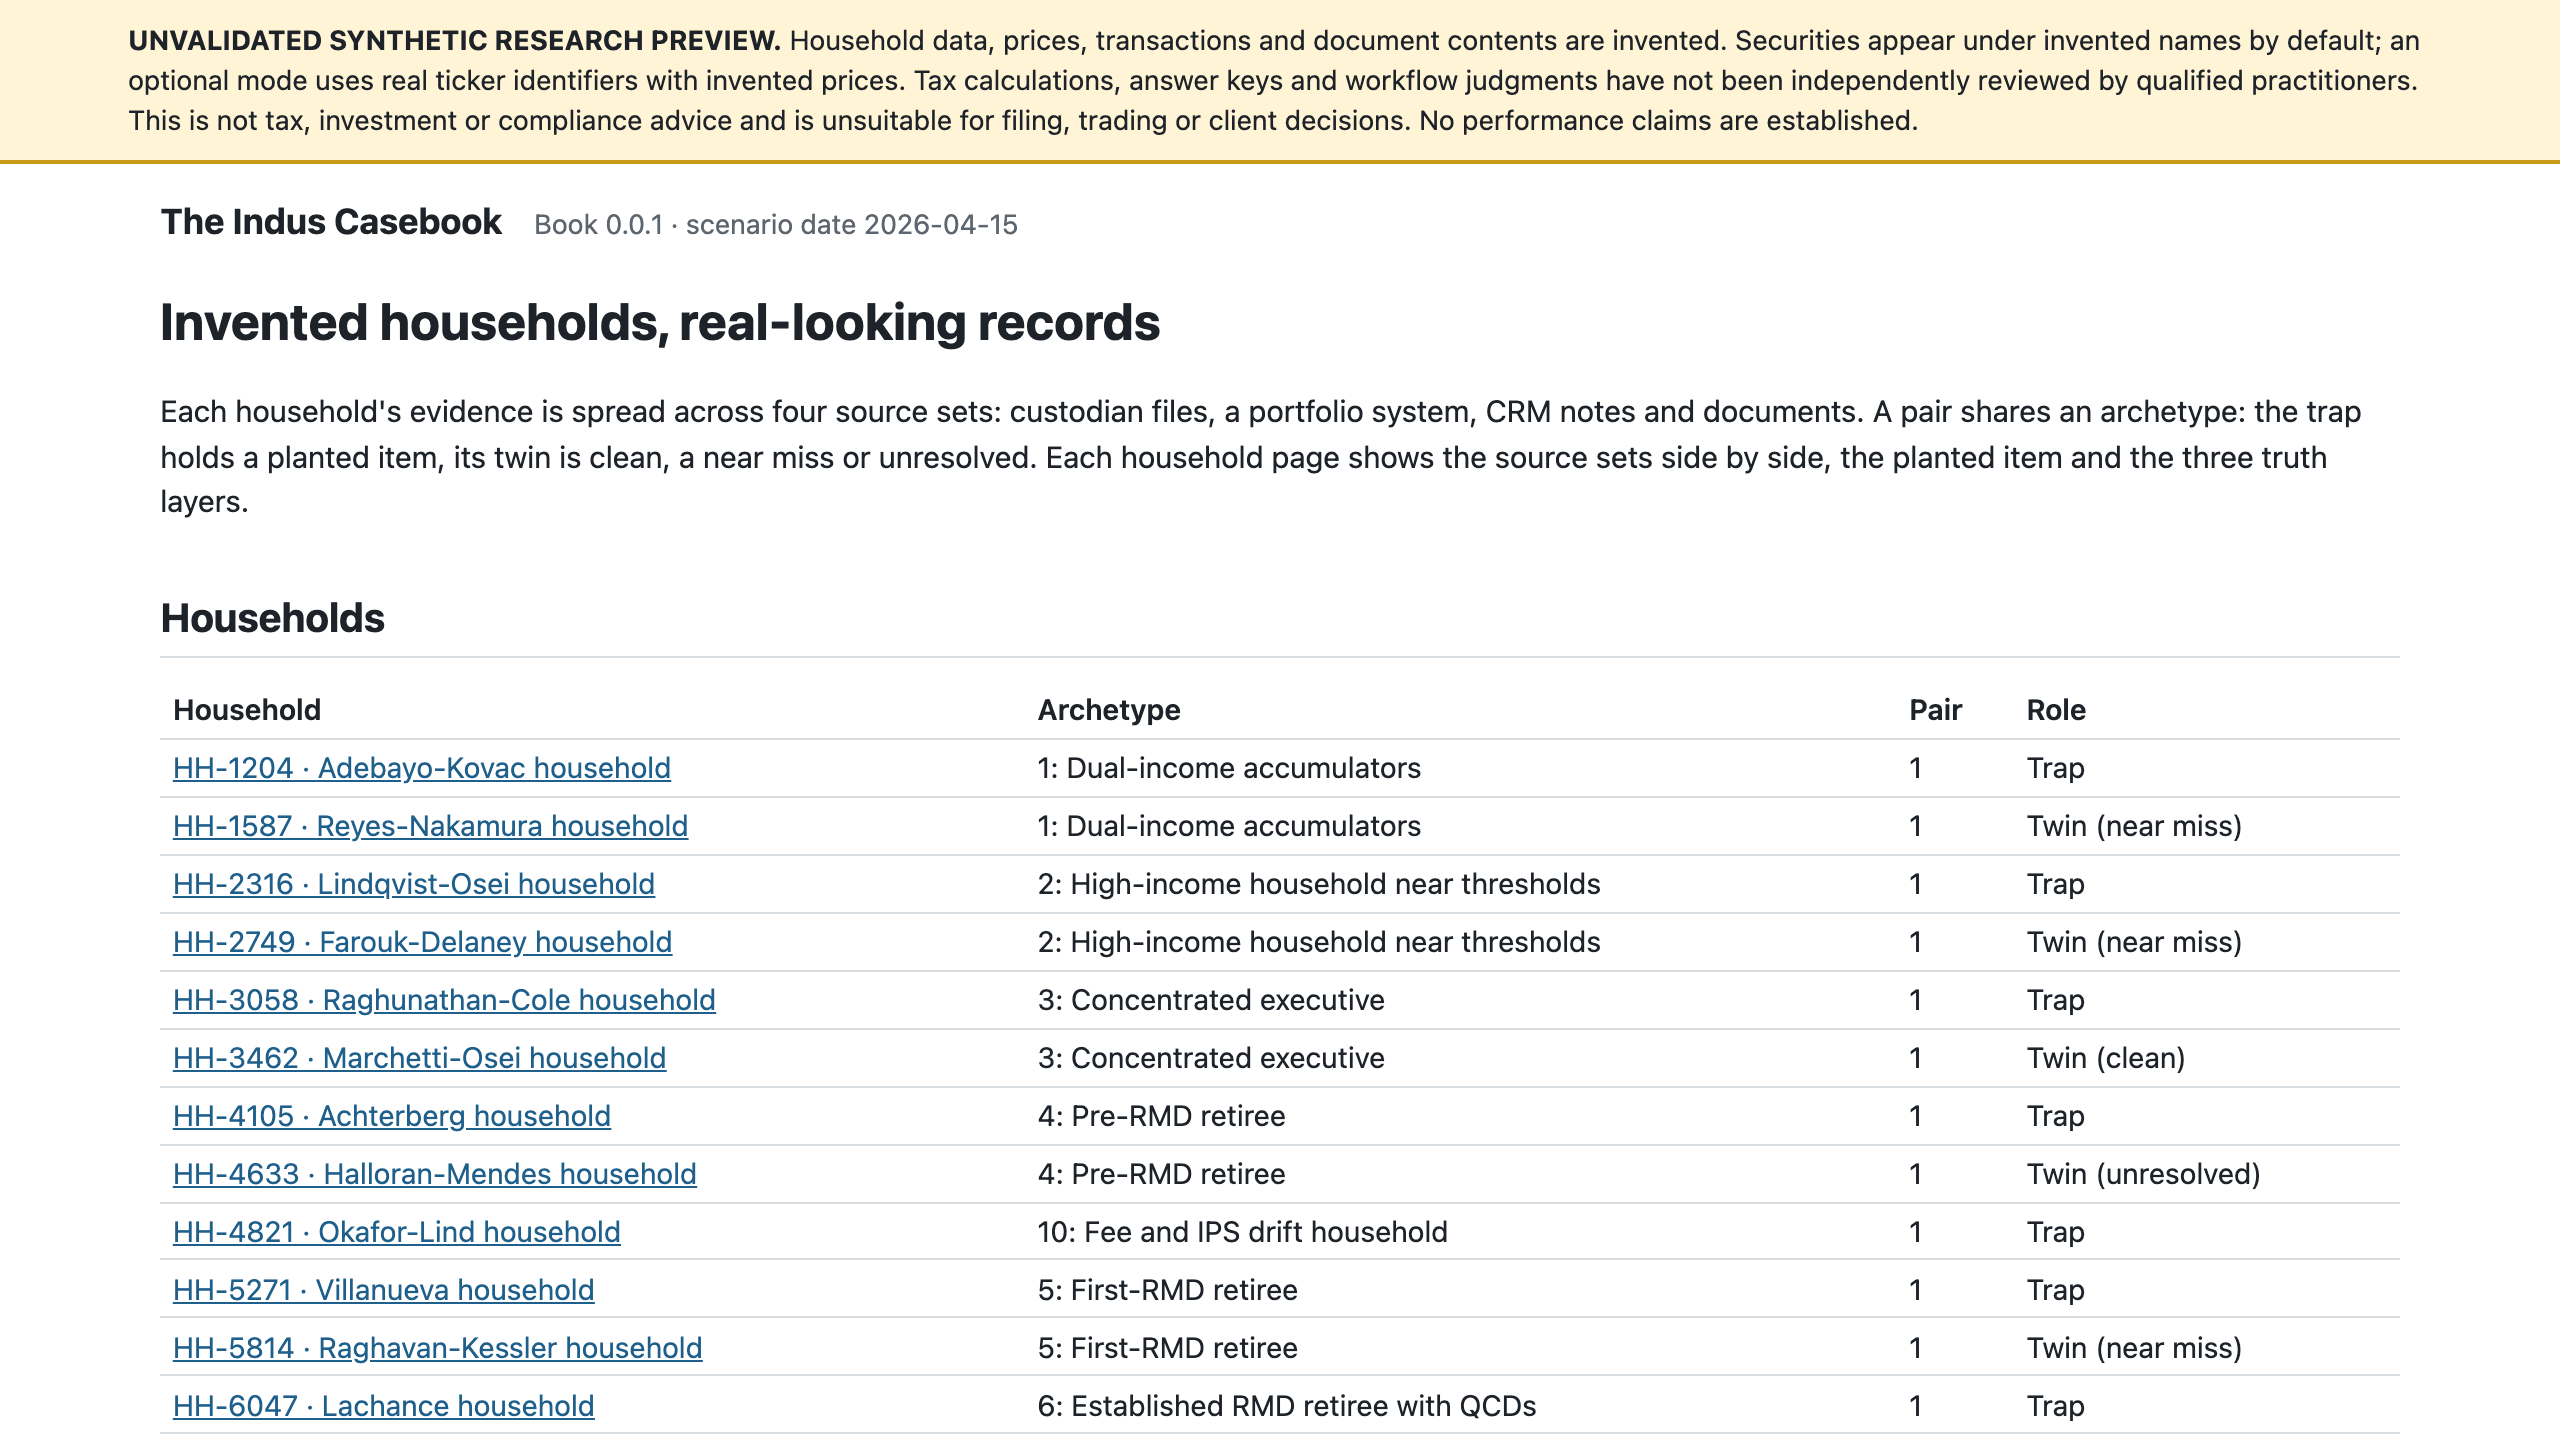 UNVALIDATED SYNTHETIC RESEARCH PREVIEW. Household data, prices, transactions and document contents are invented. Securities appear under invented names by default; an
optional mode uses real ticker identifiers with invented prices. Tax calculations, answer keys and workflow judgments have not been independently reviewed by qualified practitioners.
This is not tax, investment or compliance advice and is unsuitable for filing, trading or client decisions. No performance claims are established.
The Indus Casebook Book 0.0.1 · scenario date 2026-04-15
Invented households, real-looking records
Each household's evidence is spread across four source sets: custodian files, a portfolio system, CRM notes and documents. A pair shares an archetype: the trap
holds a planted item, its twin is clean, a near miss or unresolved. Each household page shows the source sets side by side, the planted item and the three truth
layers.
Households
Household Archetype Pair Role
HH-1204 · Adebayo-Kovac household 1: Dual-income accumulators 1 Trap
HH-1587 · Reyes-Nakamura household 1: Dual-income accumulators 1 Twin (near miss)
HH-2316 · Lindqvist-Osei household 2: High-income household near thresholds 1 Trap
HH-2749 · Farouk-Delaney household 2: High-income household near thresholds 1 Twin (near miss)
HH-3058 · Raghunathan-Cole household 3: Concentrated executive 1 Trap
HH-3462 · Marchetti-Osei household 3: Concentrated executive 1 Twin (clean)
HH-4105 · Achterberg household 4: Pre-RMD retiree 1 Trap
HH-4633 · Halloran-Mendes household 4: Pre-RMD retiree 1 Twin (unresolved)
HH-4821 · Okafor-Lind household 10: Fee and IPS drift household 1 Trap
HH-5271 · Villanueva household 5: First-RMD retiree 1 Trap
HH-5814 · Raghavan-Kessler household 5: First-RMD retiree 1 Twin (near miss)
HH-6047 · Lachance household 6: Established RMD retiree with QCDs 1 Trap